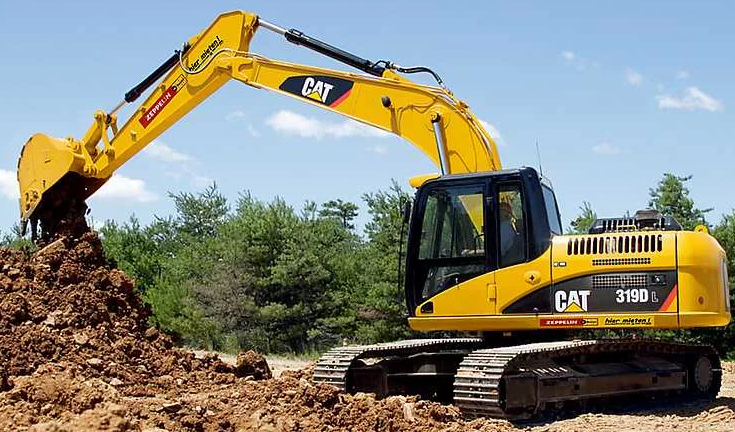 hier mieten!
ZEPPELIN
CAT
CAT 319D L
ZEPPELIN hier mieten!